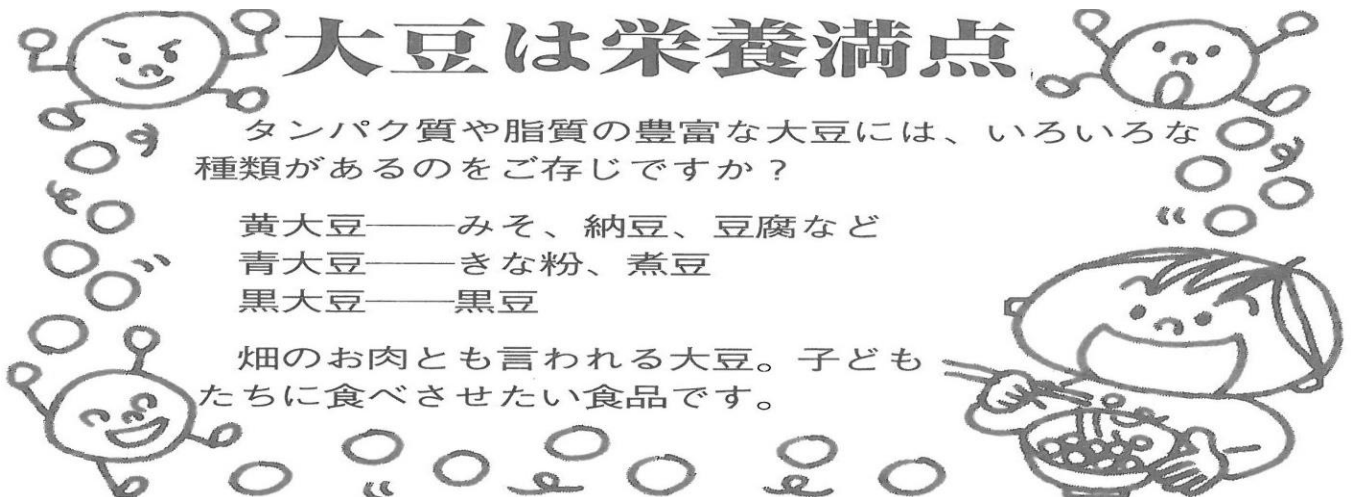 大豆は栄養満点
タンパク質や脂質の豊富な大豆には、いろいろな
種類があるのをご存じですか？
黄大豆――みそ、納豆、豆腐など
青大豆――きな粉、煮豆
黒大豆――黒豆
畑のお肉とも言われる大豆。子ども
たちに食べさせたい食品です。